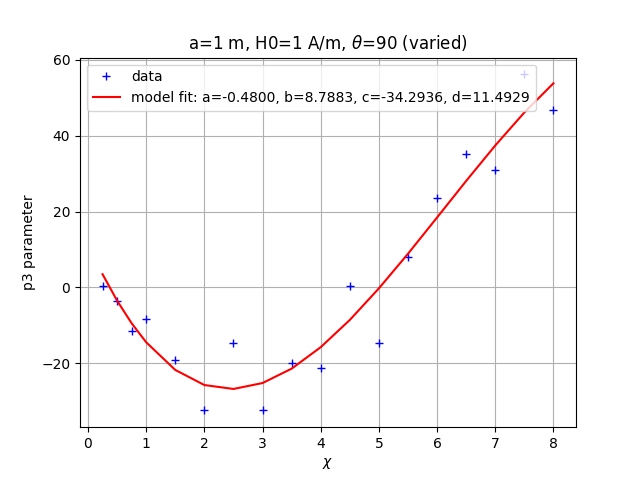 a=1 m, H0=1 A/m, θ=90 (varied)
data
model fit: a=-0.4800, b=8.7883, c=-34.2936, d=11.4929
p3 parameter
60
40
20
0
−20
0 1 2 3 4 5 6 7 8
χ